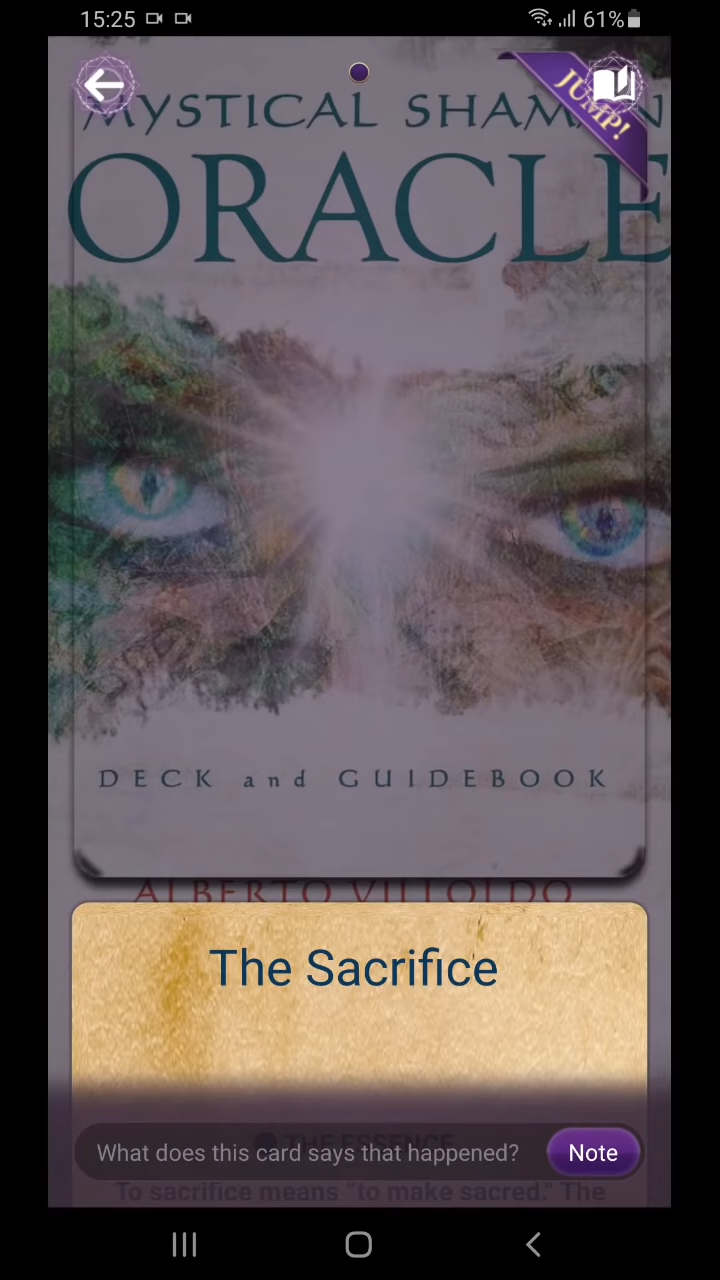 15:25
61%
MYSTICAL SHAMAN
JUMP!
ORACLE
DECK and GUIDEBOOK
ALBERTO VILLOLDO
The Sacrifice
THE ESSENCE
What does this card says that happened?
Note
To sacrifice means "to make sacred." The